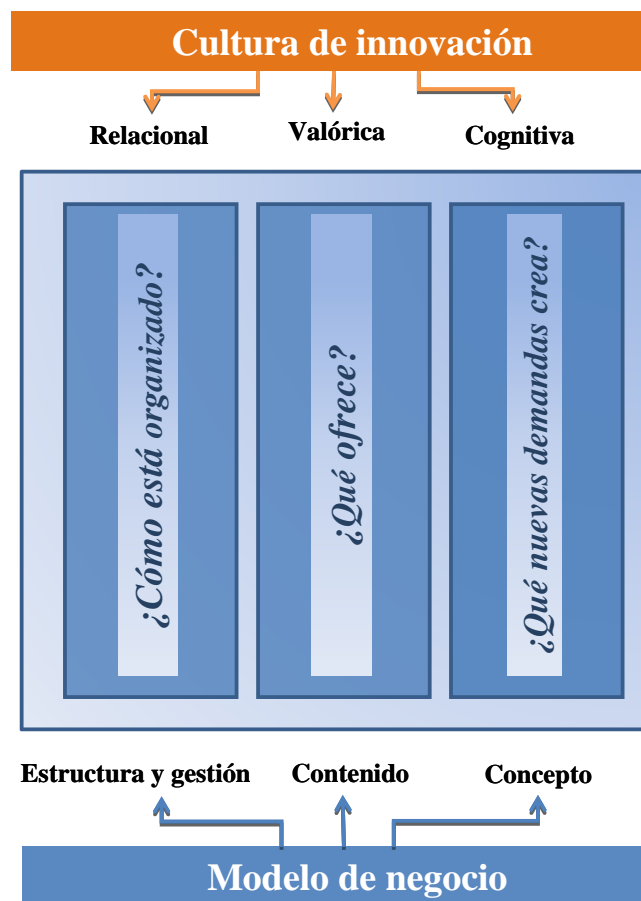 Cultura de innovación
Relacional
Valórica
Cognitiva
¿Cómo está organizado?
¿Qué ofrece?
¿Qué nuevas demandas crea?
Estructura y gestión
Contenido
Concepto
Modelo de negocio